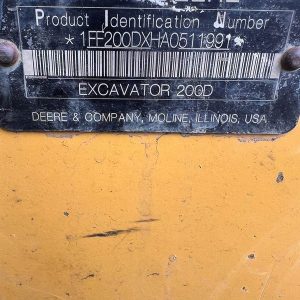 Product Identification Number
*1FF200DXHA0511991*
EXCAVATOR 200D
DEERE & COMPANY, MOLINE, ILLINOIS, USA